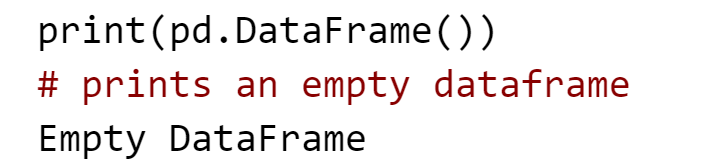 print(pd.DataFrame())
# prints an empty dataframe
Empty DataFrame